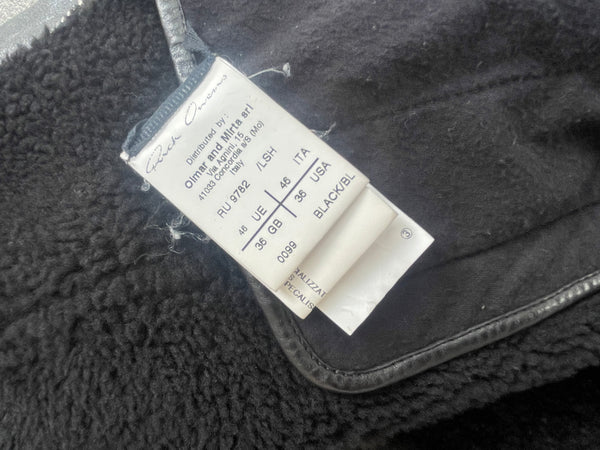 Rick Owens
Distributed by:
Olmar and Mirta srl
Via Agnini, 15
41033 Concordia s/S (Mo)
Italy
RU 9782 /LSH
46 UE 46 ITA
36 GB 36 USA
0099 BLACK/BL
3